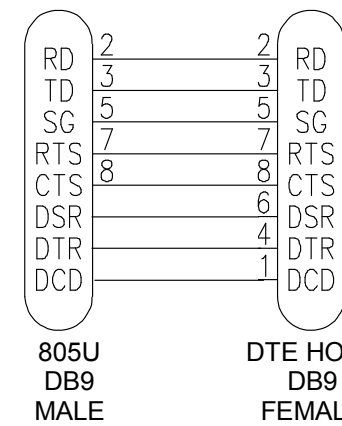 RD 2 2 RD
TD 3 3 TD
SG 5 5 SG
RTS 7 7 RTS
CTS 8 8 CTS
DSR 6 DSR
DTR 4 DTR
DCD 1 DCD
805U DTE HO
DB9 DB9
MALE FEMAL